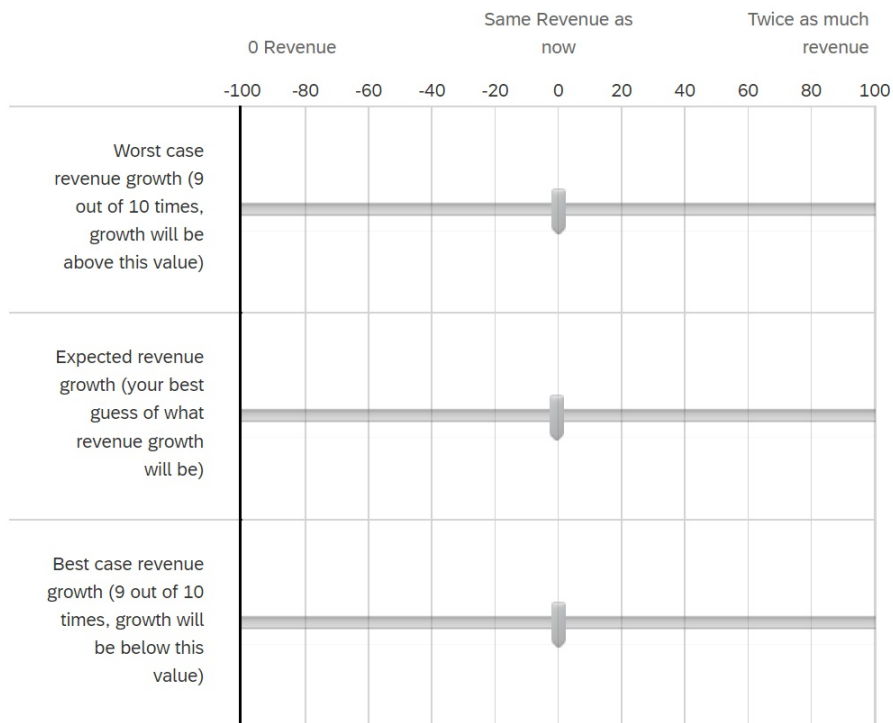 Same Revenue as
now
Twice as much
revenue
0 Revenue
-100 -80 -60 -40 -20 0 20 40 60 80 100
Worst case
revenue growth (9
out of 10 times,
growth will be
above this value)
Expected revenue
growth (your best
guess of what
revenue growth
will be)
Best case revenue
growth (9 out of 10
times, growth will
be below this
value)